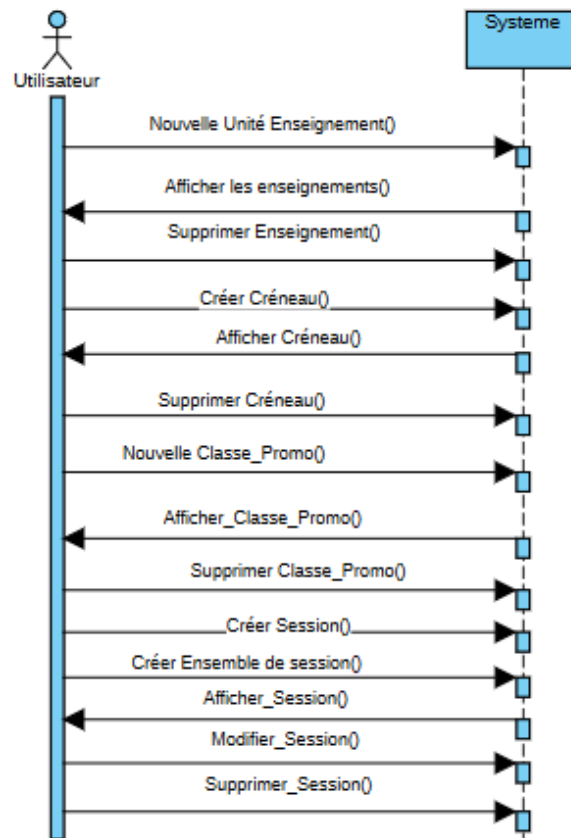 Systeme
Utilisateur
Nouvelle Unité Enseignement()
Afficher les enseignements()
Supprimer Enseignement()
Créer Créneau()
Afficher Créneau()
Supprimer Créneau()
Nouvelle Classe_Promo()
Afficher_Classe_Promo()
Supprimer Classe_Promo()
Créer Session()
Créer Ensemble de session()
Afficher_Session()
Modifier_Session()
Supprimer_Session()